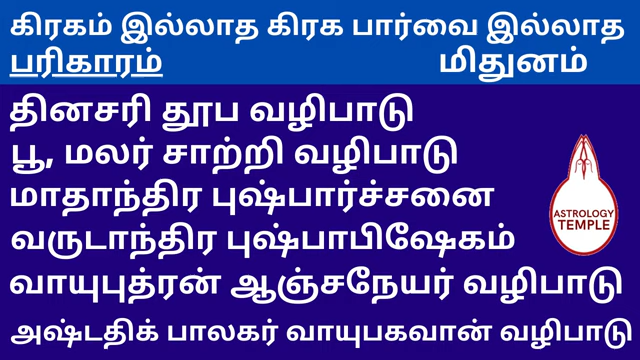 கிரகம் இல்லாத கிரக பார்வை இல்லாத
பரிகாரம் மிதுனம்
தினசரி தூப வழிபாடு
பூ, மலர் சாற்றி வழிபாடு
மாதாந்திர புஷ்பார்ச்சனை
வருடாந்திர புஷ்பாபிஷேகம்
ASTROLOGY
TEMPLE
வாயுபுத்ரன் ஆஞ்சநேயர் வழிபாடு
அஷ்டதிக் பாலகர் வாயுபகவான் வழிபாடு